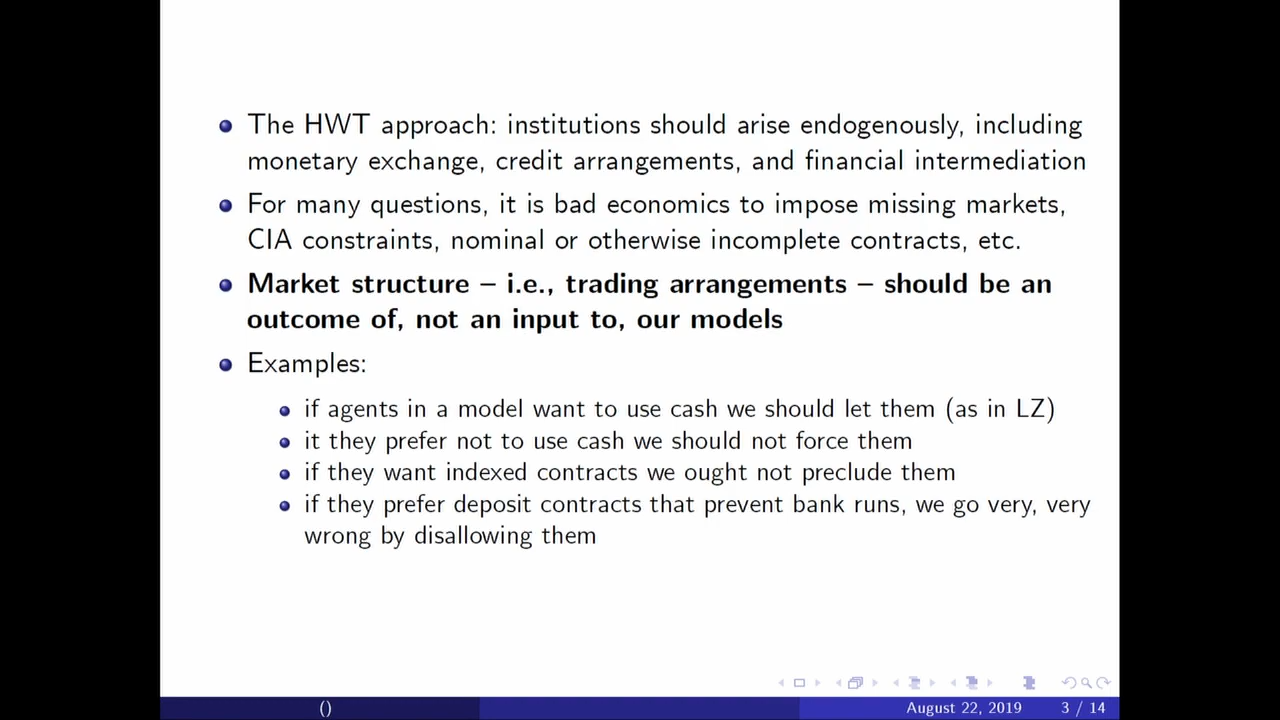 The HWT approach: institutions should arise endogenously, including
monetary exchange, credit arrangements, and financial intermediation
For many questions, it is bad economics to impose missing markets,
CIA constraints, nominal or otherwise incomplete contracts, etc.
Market structure – i.e., trading arrangements – should be an
outcome of, not an input to, our models
Examples:
if agents in a model want to use cash we should let them (as in LZ)
it they prefer not to use cash we should not force them
if they want indexed contracts we ought not preclude them
if they prefer deposit contracts that prevent bank runs, we go very, very
wrong by disallowing them
() August 22, 2019 3 / 14